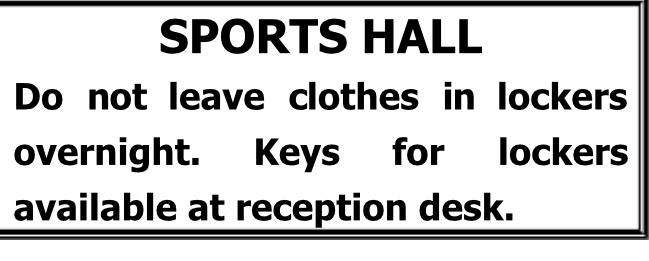 SPORTS HALL
Do not leave clothes in lockers
overnight. Keys for lockers
available at reception desk.